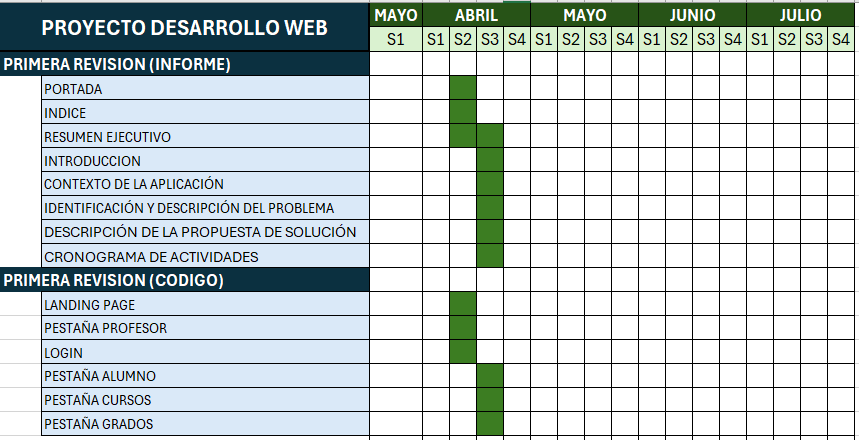 PROYECTO DESARROLLO WEB MAYO ABRIL MAYO JUNIO JULIO
S1 S1 S2 S3 S4 S1 S2 S3 S4 S1 S2 S3 S4 S1 S2 S3 S4
PRIMERA REVISION (INFORME)
PORTADA
INDICE
RESUMEN EJECUTIVO
INTRODUCCION
CONTEXTO DE LA APLICACIÓN
IDENTIFICACIÓN Y DESCRIPCIÓN DEL PROBLEMA
DESCRIPCIÓN DE LA PROPUESTA DE SOLUCIÓN
CRONOGRAMA DE ACTIVIDADES
PRIMERA REVISION (CODIGO)
LANDING PAGE
PESTAÑA PROFESOR
LOGIN
PESTAÑA ALUMNO
PESTAÑA CURSOS
PESTAÑA GRADOS